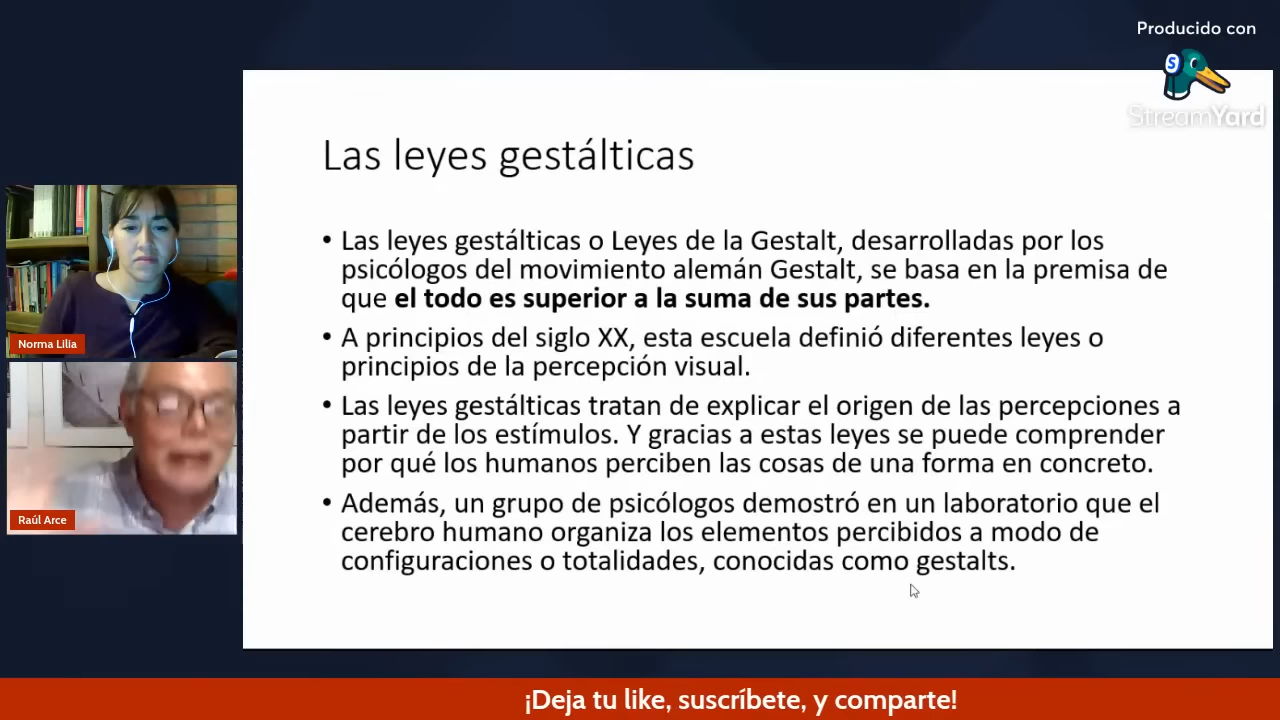 Producido con
S
StreamYard
Las leyes gestálticas
• Las leyes gestálticas o Leyes de la Gestalt, desarrolladas por los
psicólogos del movimiento alemán Gestalt, se basa en la premisa de
que el todo es superior a la suma de sus partes.
• A principios del siglo XX, esta escuela definió diferentes leyes o
principios de la percepción visual.
• Las leyes gestálticas tratan de explicar el origen de las percepciones a
partir de los estímulos. Y gracias a estas leyes se puede comprender
por qué los humanos perciben las cosas de una forma en concreto.
• Además, un grupo de psicólogos demostró en un laboratorio que el
cerebro humano organiza los elementos percibidos a modo de
configuraciones o totalidades, conocidas como gestalts.
Norma Lilia
Raúl Arce
¡Deja tu like, suscríbete, y comparte!